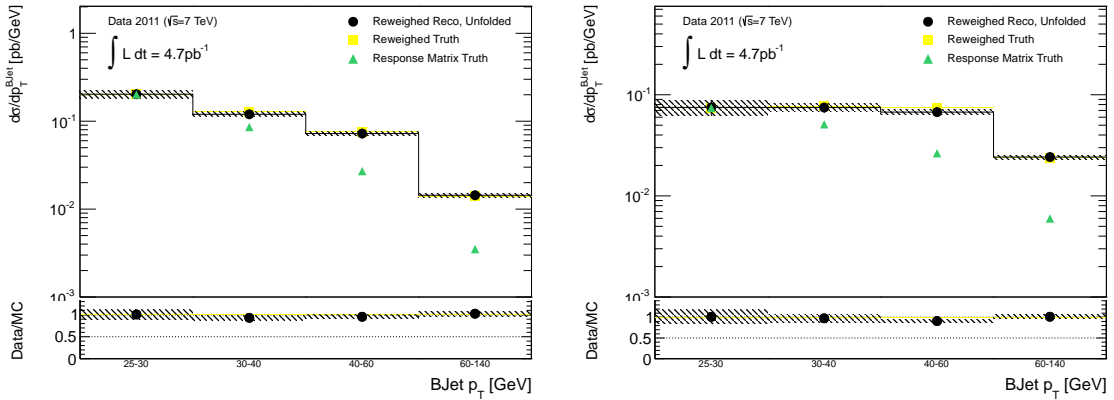 Data 2011 (√s=7 TeV)
∫ L dt = 4.7pb⁻¹
Reweighed Reco, Unfolded
Reweighed Truth
Response Matrix Truth
dσ/dp_T^BJet [pb/GeV]
1
10⁻¹
10⁻²
10⁻³
Data/MC
1
0.5
0
25-30 30-40 40-60 60-140
BJet p_T [GeV]
Data 2011 (√s=7 TeV)
∫ L dt = 4.7pb⁻¹
Reweighed Reco, Unfolded
Reweighed Truth
Response Matrix Truth
dσ/dp_T^BJet [pb/GeV]
10⁻¹
10⁻²
10⁻³
Data/MC
1
0.5
0
25-30 30-40 40-60 60-140
BJet p_T [GeV]